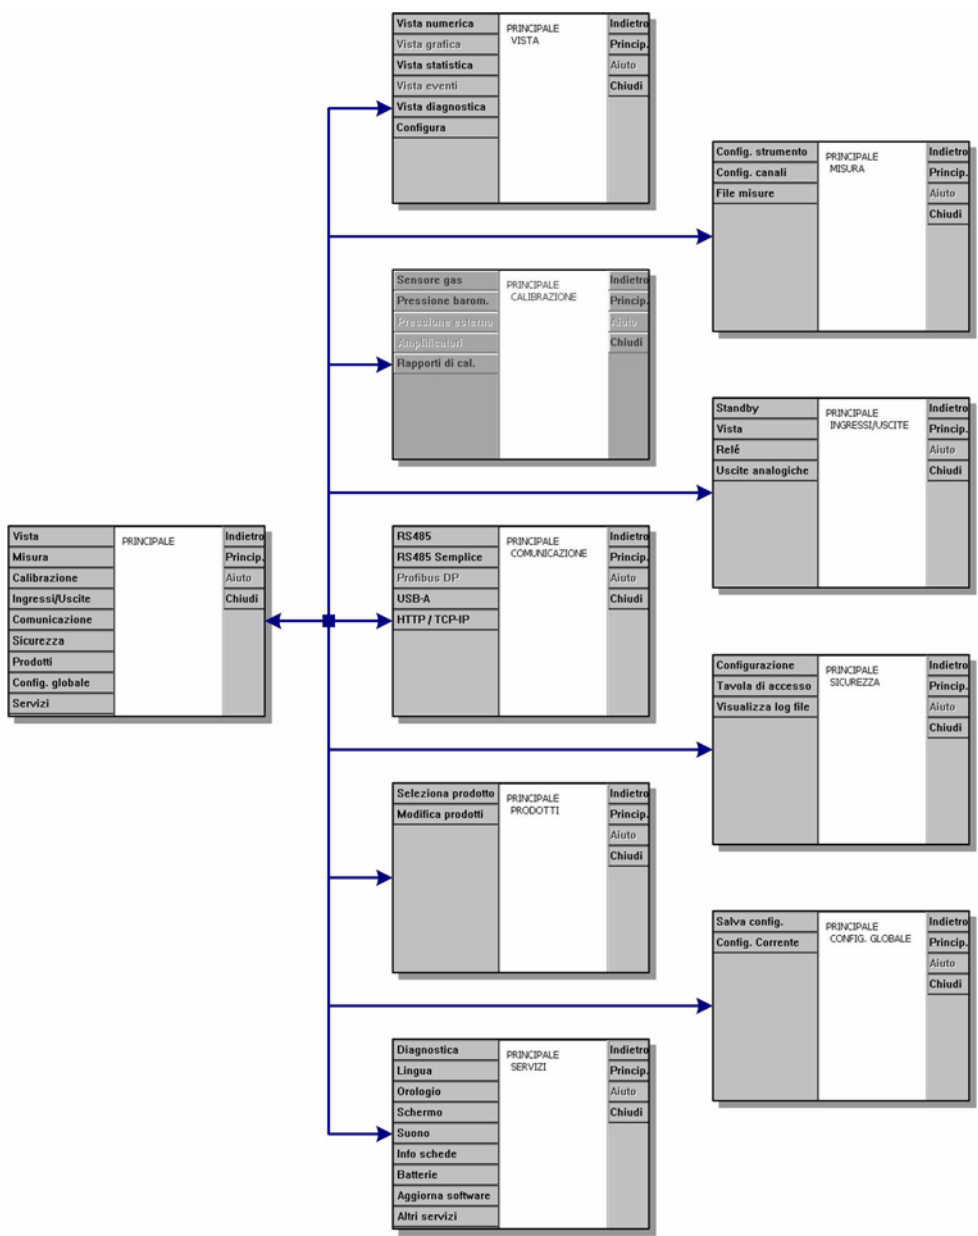 Vista numerica
Vista grafica
Vista statistica
Vista eventi
Vista diagnostica
Configura
PRINCIPALE
VISTA
Indietro
Princip.
Aiuto
Chiudi
Config. strumento
Config. canali
File misure
PRINCIPALE
MISURA
Indietro
Princip.
Aiuto
Chiudi
Sensore gas
Pressione barom.
Pressione esterna
Amplificatori
Rapporti di cal.
PRINCIPALE
CALIBRAZIONE
Indietro
Princip.
Aiuto
Chiudi
Standby
Vista
Relé
Uscite analogiche
PRINCIPALE
INGRESSI/USCITE
Indietro
Princip.
Aiuto
Chiudi
Vista
Misura
Calibrazione
Ingressi/Uscite
Comunicazione
Sicurezza
Prodotti
Config. globale
Servizi
PRINCIPALE
Indietro
Princip.
Aiuto
Chiudi
RS485
RS485 Semplice
Profibus DP
USB-A
HTTP / TCP-IP
PRINCIPALE
COMUNICAZIONE
Indietro
Princip.
Aiuto
Chiudi
Configurazione
Tavola di accesso
Visualizza log file
PRINCIPALE
SICUREZZA
Indietro
Princip.
Aiuto
Chiudi
Seleziona prodotto
Modifica prodotti
PRINCIPALE
PRODOTTI
Indietro
Princip.
Aiuto
Chiudi
Salva config.
Config. Corrente
PRINCIPALE
CONFIG. GLOBALE
Indietro
Princip.
Aiuto
Chiudi
Diagnostica
Lingua
Orologio
Schermo
Suono
Info schede
Batterie
Aggiorna software
Altri servizi
PRINCIPALE
SERVIZI
Indietro
Princip.
Aiuto
Chiudi